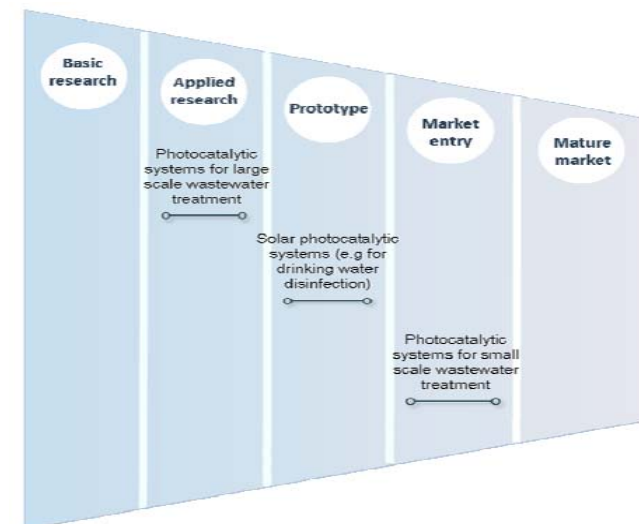 Basic
research
Applied
research
Prototype
Market
entry
Mature
market
Photocatalytic
systems for large
scale wastewater
treatment
Solar photocatalytic
systems (e.g for
drinking water
disinfection)
Photocatalytic
systems for small
scale wastewater
treatment